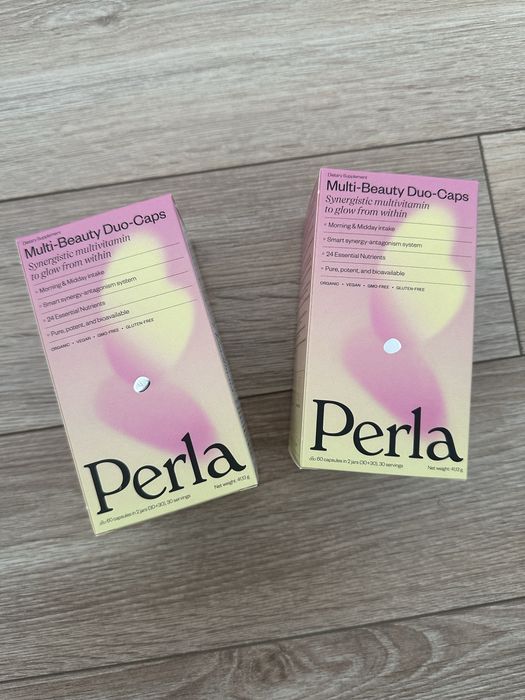 Dietary Supplement
Multi-Beauty Duo-Caps
Synergistic multivitamin
to glow from within
+ Morning & Midday intake
+ Smart synergy-antagonism system
+ 24 Essential Nutrients
+ Pure, potent, and bioavailable
ORGANIC • VEGAN • GMO-FREE • GLUTEN-FREE
Perla
60 capsules in 2 jars (30+30), 30 servings
Net weight: 41,13 g
Dietary Supplement
Multi-Beauty Duo-Caps
Synergistic multivitamin
to glow from within
+ Morning & Midday intake
+ Smart synergy-antagonism system
+ 24 Essential Nutrients
+ Pure, potent, and bioavailable
ORGANIC • VEGAN • GMO-FREE • GLUTEN-FREE
Perla
60 capsules in 2 jars (30+30), 30 servings
Net weight: 41,13 g